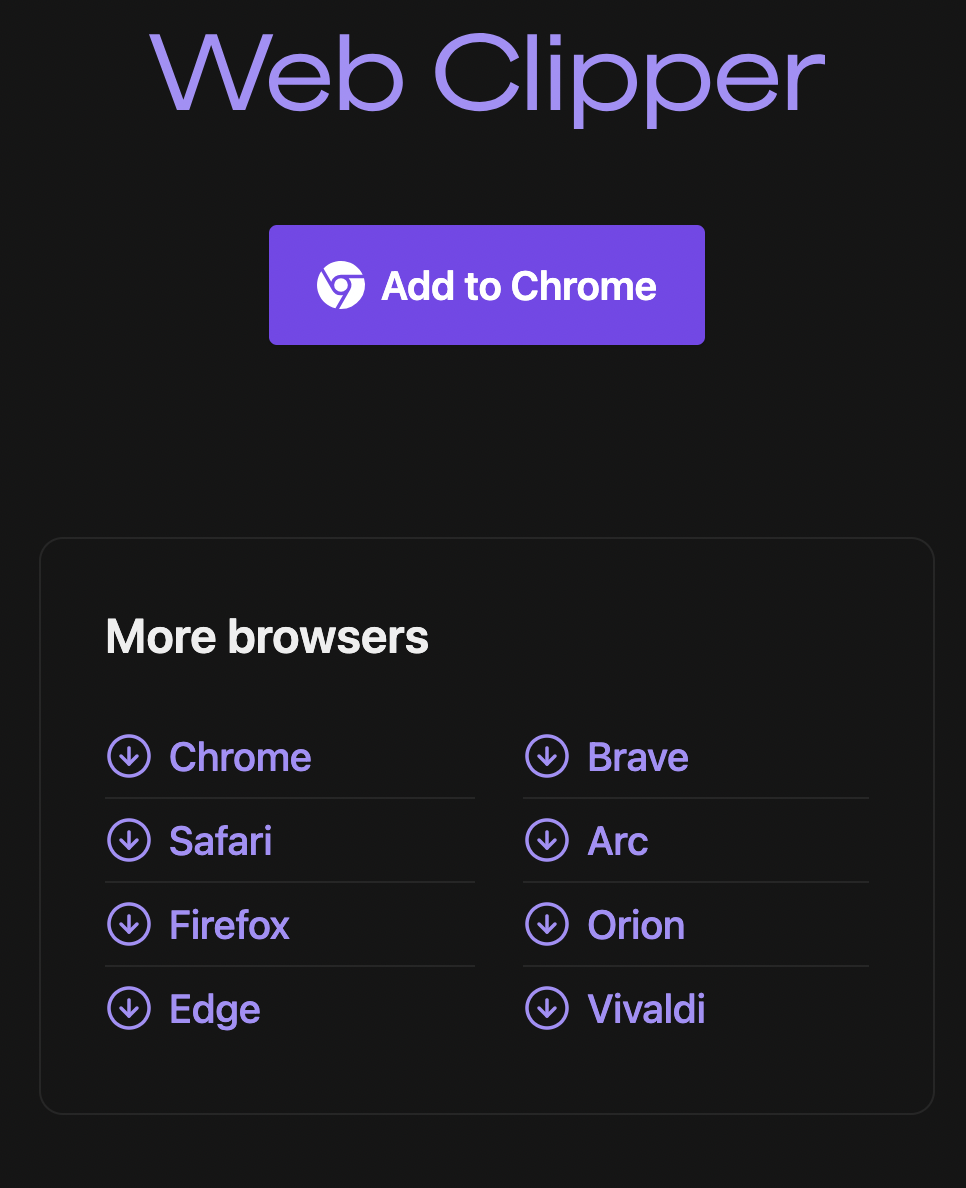 Web Clipper
Add to Chrome
More browsers
Chrome
Safari
Firefox
Edge
Brave
Arc
Orion
Vivaldi